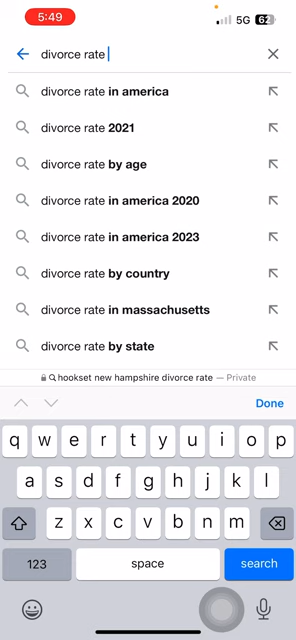 5:49
5G 62
divorce rate
divorce rate in america
divorce rate 2021
divorce rate by age
divorce rate in america 2020
divorce rate in america 2023
divorce rate by country
divorce rate in massachusetts
divorce rate by state
hookset new hampshire divorce rate — Private
Done
q w e r t y u i o p
a s d f g h j k l
z x c v b n m
123 space search